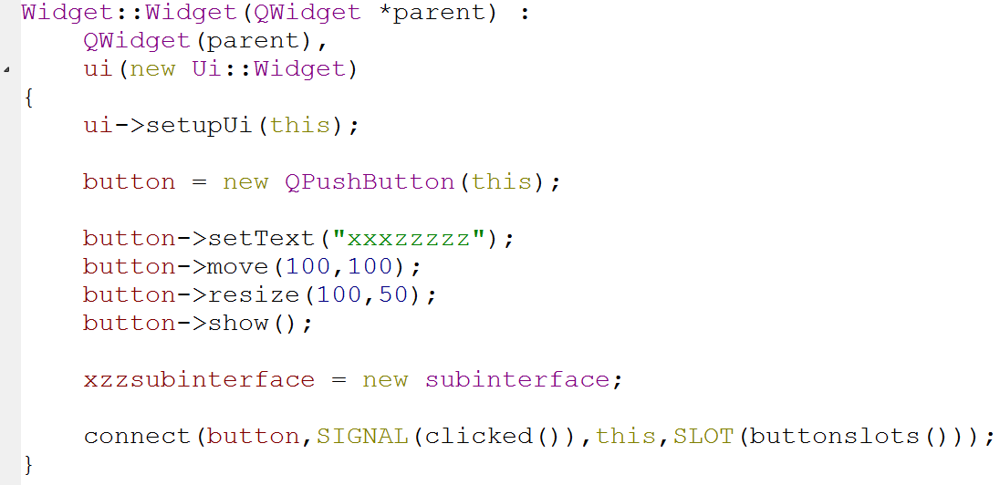 Widget::Widget(QWidget *parent) :
QWidget(parent),
ui(new Ui::Widget)
{
ui->setupUi(this);
button = new QPushButton(this);
button->setText("xxxzzzzz");
button->move(100,100);
button->resize(100,50);
button->show();
xzzsubinterface = new subinterface;
connect(button,SIGNAL(clicked()),this,SLOT(buttonslots()));
}